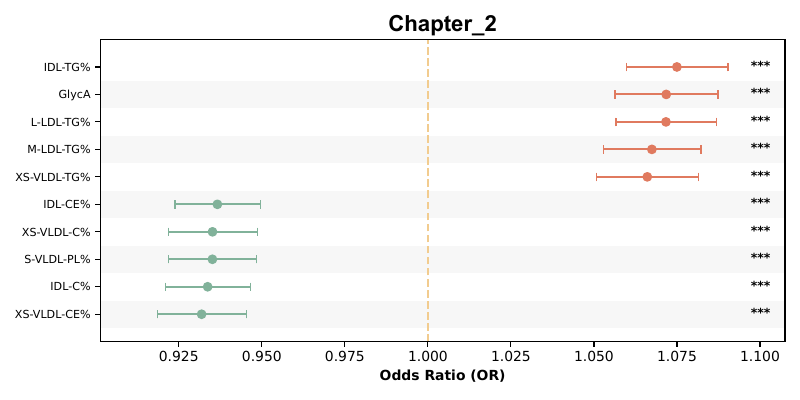 Chapter_2
IDL-TG% ***
GlycA ***
L-LDL-TG% ***
M-LDL-TG% ***
XS-VLDL-TG% ***
IDL-CE% ***
XS-VLDL-C% ***
S-VLDL-PL% ***
IDL-C% ***
XS-VLDL-CE% ***
0.925 0.950 0.975 1.000 1.025 1.050 1.075 1.100
Odds Ratio (OR)